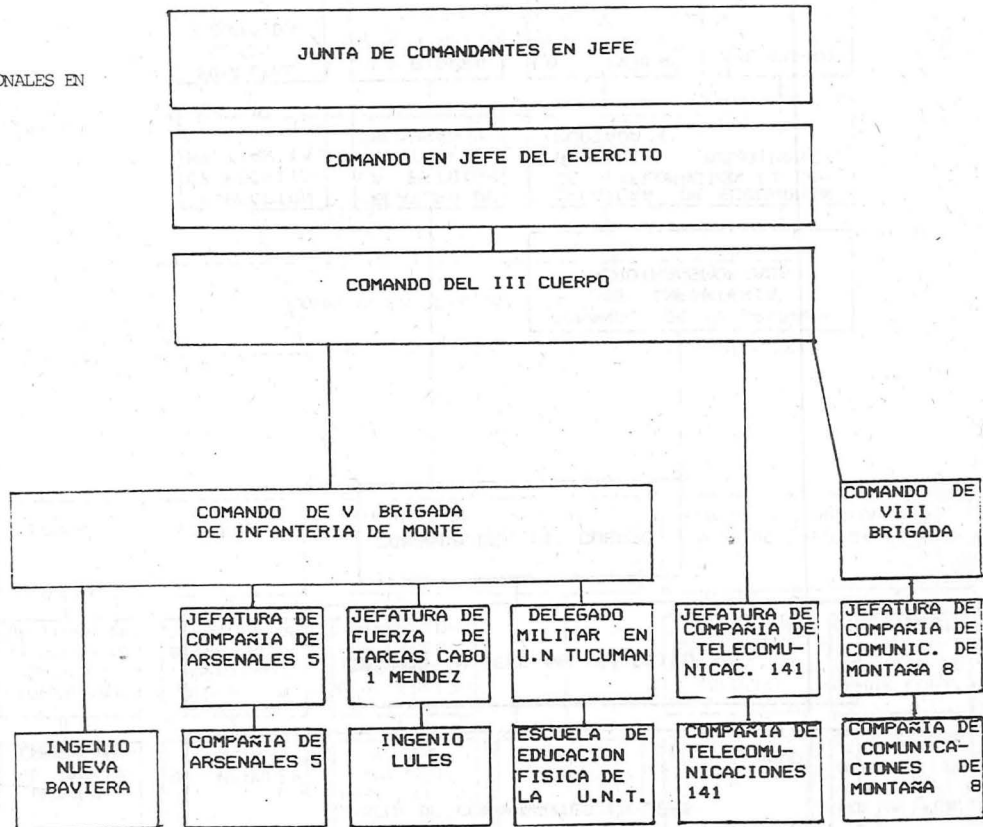 ONALES EN
JUNTA DE COMANDANTES EN JEFE
COMANDO EN JEFE DEL EJERCITO
COMANDO DEL III CUERPO
COMANDO DE V BRIGADA
DE INFANTERIA DE MONTE
COMANDO DE
VIII
BRIGADA
JEFATURA DE
COMPAÑIA DE
ARSENALES 5
JEFATURA DE
FUERZA DE
TAREAS CABO
1 MENDEZ
DELEGADO
MILITAR EN
U.N TUCUMAN
JEFATURA DE
COMPAÑIA DE
TELECOMU-
NICAC.141
JEFATURA DE
COMPAÑIA DE
COMUNIC. DE
MONTAÑA 8
INGENIO
NUEVA
BAVIERA
COMPAÑIA DE
ARSENALES 5
INGENIO
LULES
ESCUELA DE
EDUCACION
FISICA DE
LA U.N.T.
COMPAÑIA DE
TELECOMU-
NICACIONES
141
COMPAÑIA DE
COMUNICA-
CIONES DE
MONTAÑA 8